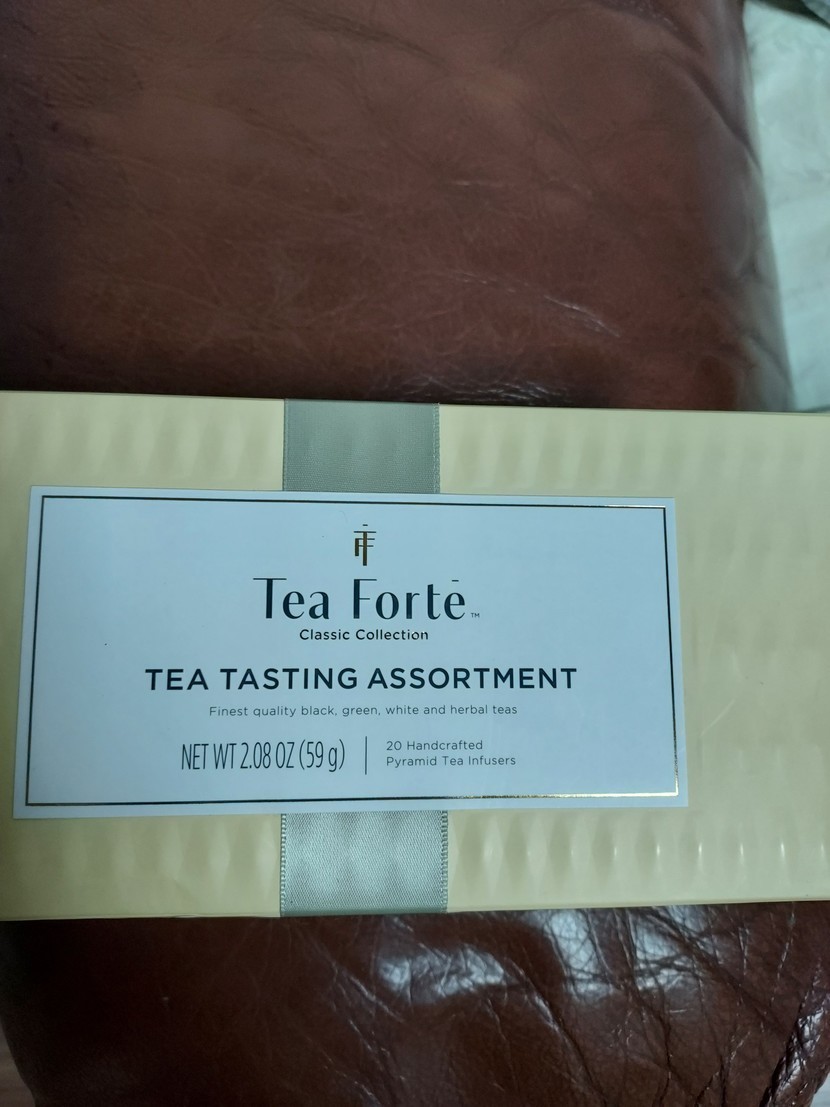 Tea Fortē™
Classic Collection
TEA TASTING ASSORTMENT
Finest quality black, green, white and herbal teas
NET WT 2.08 OZ (59 g)
20 Handcrafted
Pyramid Tea Infusers